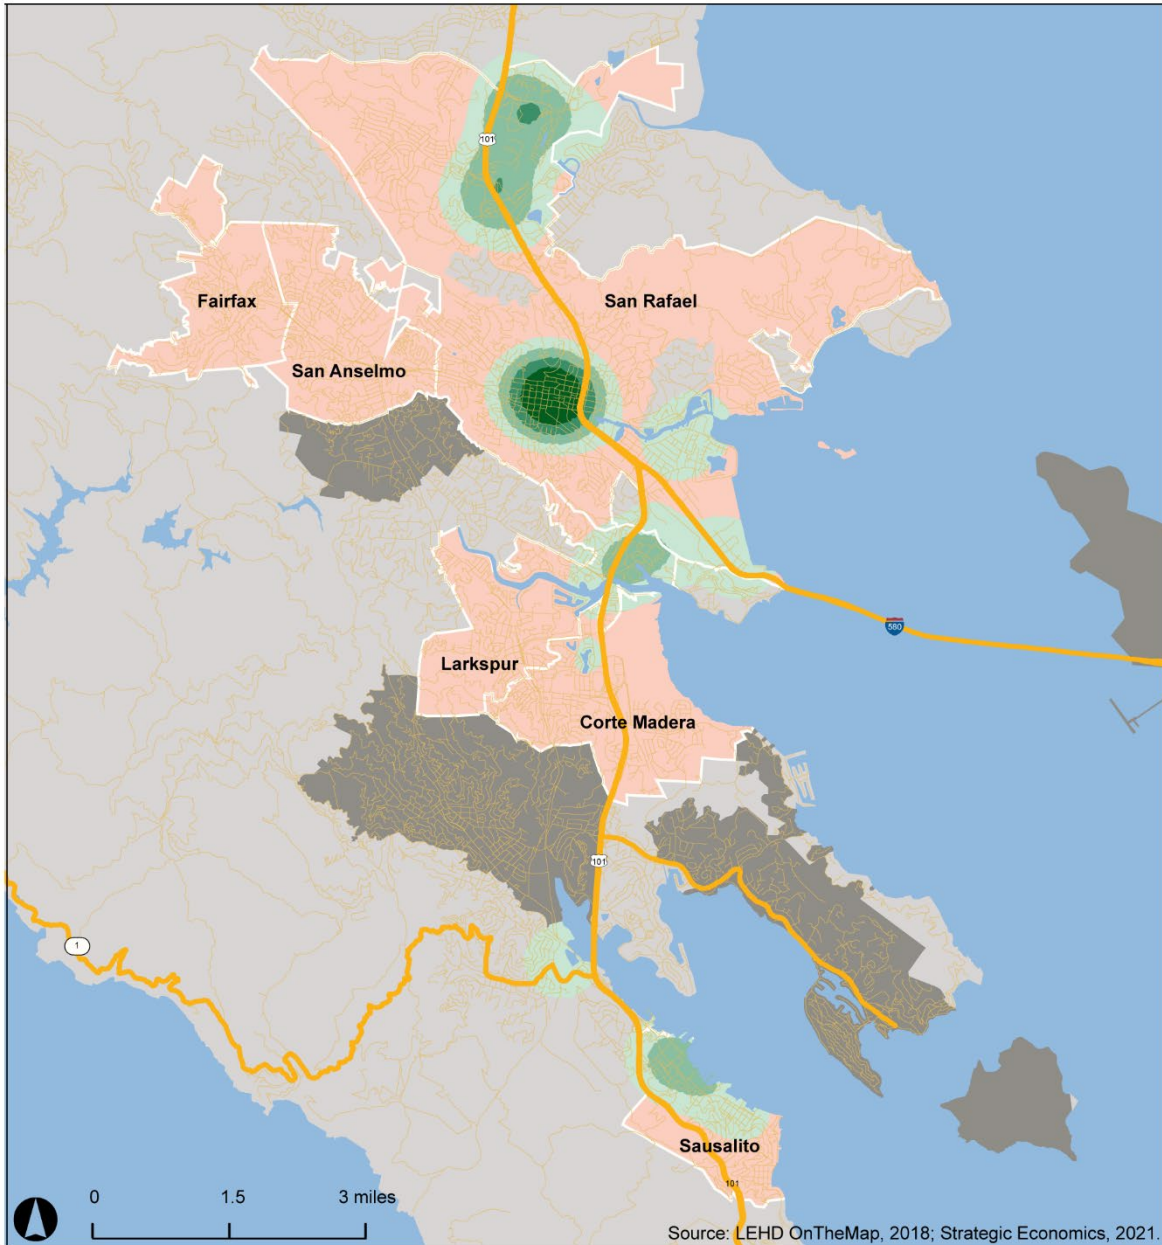 101
Fairfax
San Rafael
San Anselmo
580
Larkspur
Corte Madera
101
1
Sausalito
101
0 1.5 3 miles
Source: LEHD OnTheMap, 2018; Strategic Economics, 2021.